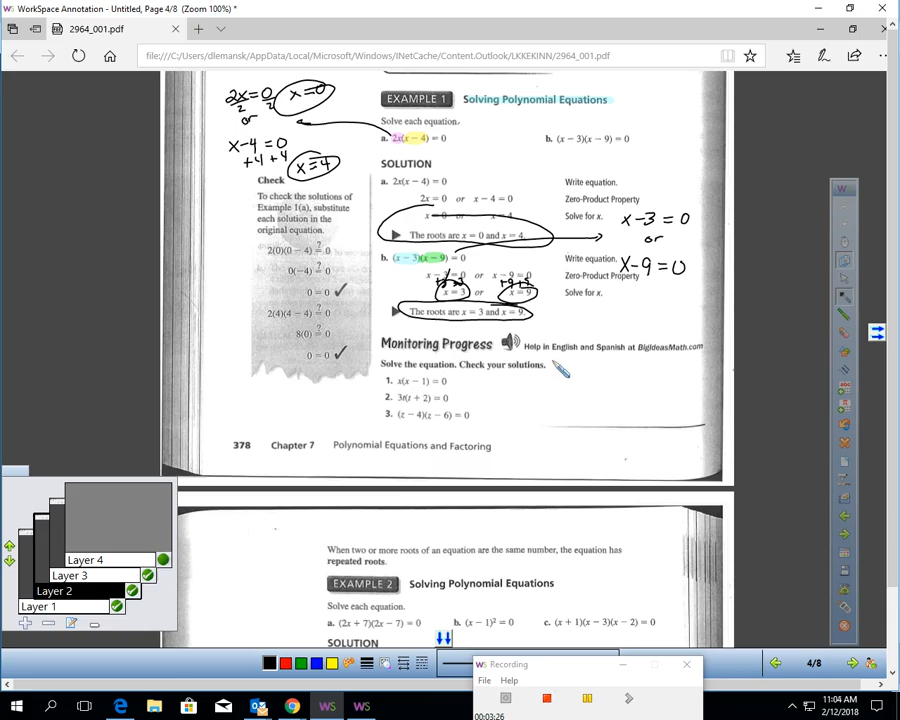 WorkSpace Annotation - Untitled, Page 4/8 (Zoom 100%) *
2964_001.pdf
file:///C:/Users/dlemansk/AppData/Local/Microsoft/Windows/INetCache/Content.Outlook/LKKEKINN/2964_001.pdf
2x = 0
2 2
x = 0
or
x-4 = 0
+4 +4
x = 4
EXAMPLE 1 Solving Polynomial Equations
Solve each equation.
a. 2x(x − 4) = 0 b. (x − 3)(x − 9) = 0
SOLUTION
a. 2x(x − 4) = 0 Write equation.
2x = 0 or x − 4 = 0 Zero-Product Property
x = 0 or x = 4 Solve for x.
The roots are x = 0 and x = 4.
b. (x − 3)(x − 9) = 0 Write equation.
x − 3 = 0 or x − 9 = 0 Zero-Product Property
x = 3 or x = 9 Solve for x.
The roots are x = 3 and x = 9.
x-3 = 0
or
x-9 = 0
Check
To check the solutions of
Example 1(a), substitute
each solution in the
original equation.
2(0)(0 − 4) ≟ 0
0(−4) ≟ 0
0 = 0 ✓
2(4)(4 − 4) ≟ 0
8(0) ≟ 0
0 = 0 ✓
Monitoring Progress Help in English and Spanish at BigIdeasMath.com
Solve the equation. Check your solutions.
1. x(x − 1) = 0
2. 3t(t + 2) = 0
3. (z − 4)(z − 6) = 0
378 Chapter 7 Polynomial Equations and Factoring
When two or more roots of an equation are the same number, the equation has
repeated roots.
EXAMPLE 2 Solving Polynomial Equations
Solve each equation.
a. (2x + 7)(2x − 7) = 0 b. (x − 1)² = 0 c. (x + 1)(x − 3)(x − 2) = 0
SOLUTION
Layer 4
Layer 3
Layer 2
Layer 1
4/8
WS Recording
File Help
00:03:26
11:04 AM
2/12/2018